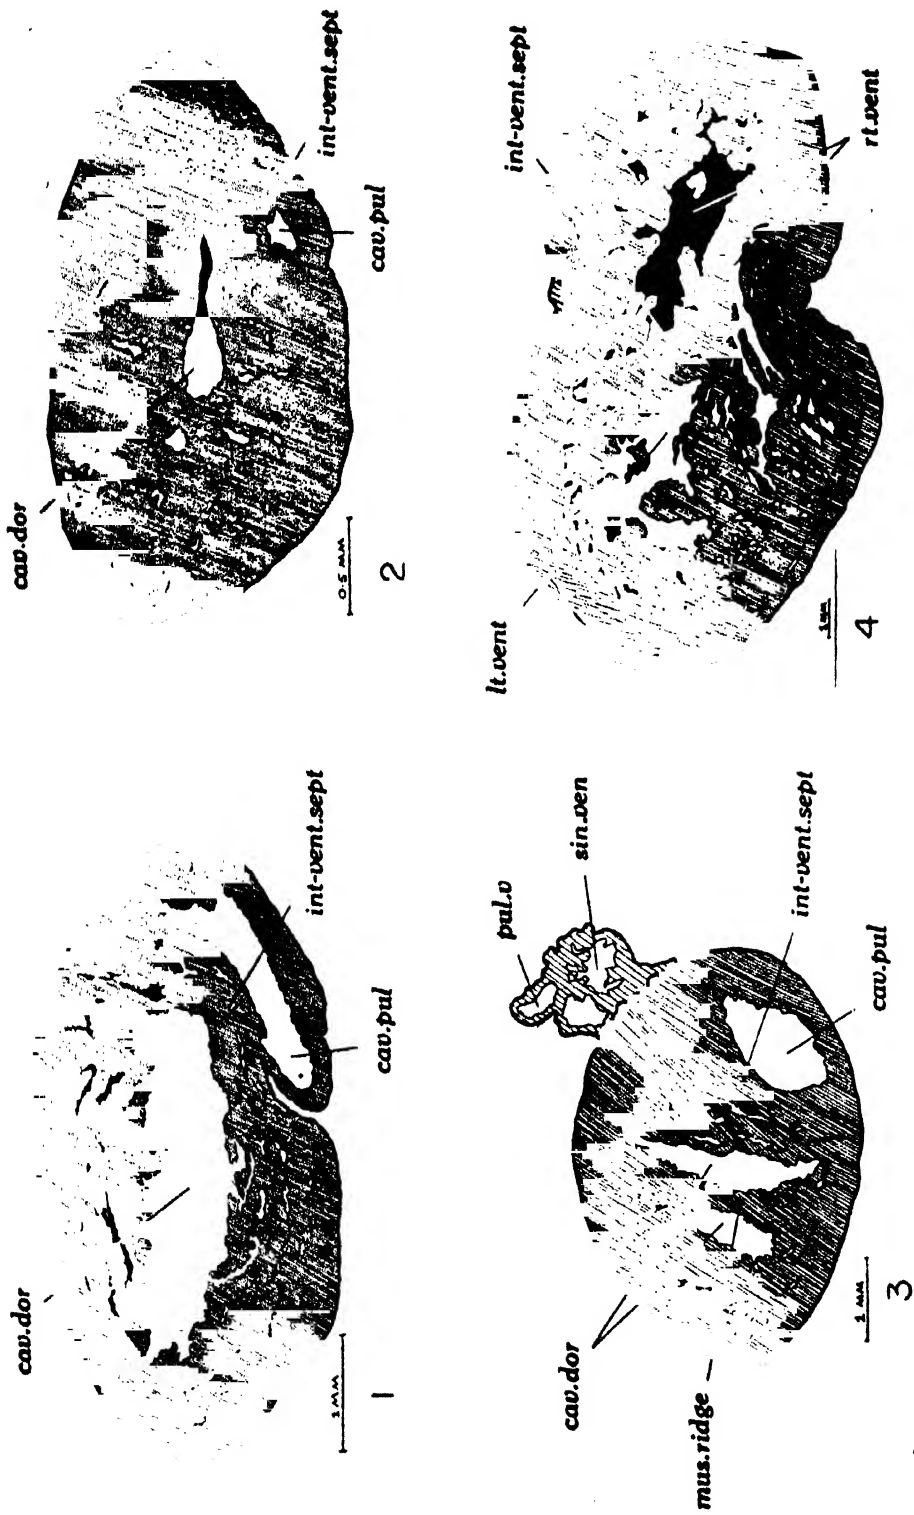 cav.dor
int-vent.sept
cav.pul
1 MM
1
cav.dor
int-vent.sept
cav.pul
0·5 MM
2
pul.v
sin.ven
int-vent.sept
cav.pul
cav.dor
mus.ridge
1 MM
3
int-vent.sept
rt.vent
lt.vent
1 MM
4